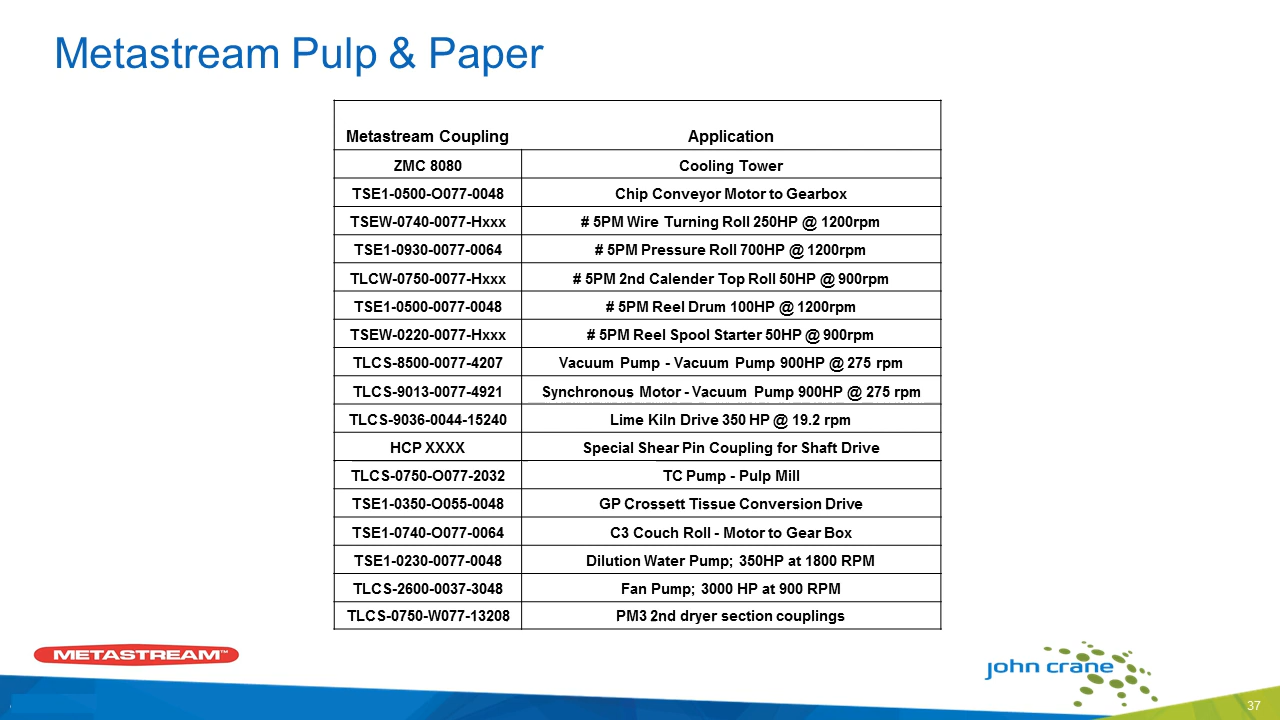 Metastream Pulp & Paper
Metastream Coupling Application
ZMC 8080 Cooling Tower
TSE1-0500-O077-0048 Chip Conveyor Motor to Gearbox
TSEW-0740-0077-Hxxx # 5PM Wire Turning Roll 250HP @ 1200rpm
TSE1-0930-0077-0064 # 5PM Pressure Roll 700HP @ 1200rpm
TLCW-0750-0077-Hxxx # 5PM 2nd Calender Top Roll 50HP @ 900rpm
TSE1-0500-0077-0048 # 5PM Reel Drum 100HP @ 1200rpm
TSEW-0220-0077-Hxxx # 5PM Reel Spool Starter 50HP @ 900rpm
TLCS-8500-0077-4207 Vacuum Pump - Vacuum Pump 900HP @ 275 rpm
TLCS-9013-0077-4921 Synchronous Motor - Vacuum Pump 900HP @ 275 rpm
TLCS-9036-0044-15240 Lime Kiln Drive 350 HP @ 19.2 rpm
HCP XXXX Special Shear Pin Coupling for Shaft Drive
TLCS-0750-O077-2032 TC Pump - Pulp Mill
TSE1-0350-O055-0048 GP Crossett Tissue Conversion Drive
TSE1-0740-O077-0064 C3 Couch Roll - Motor to Gear Box
TSE1-0230-0077-0048 Dilution Water Pump; 350HP at 1800 RPM
TLCS-2600-0037-3048 Fan Pump; 3000 HP at 900 RPM
TLCS-0750-W077-13208 PM3 2nd dryer section couplings
METASTREAM™
john crane
37